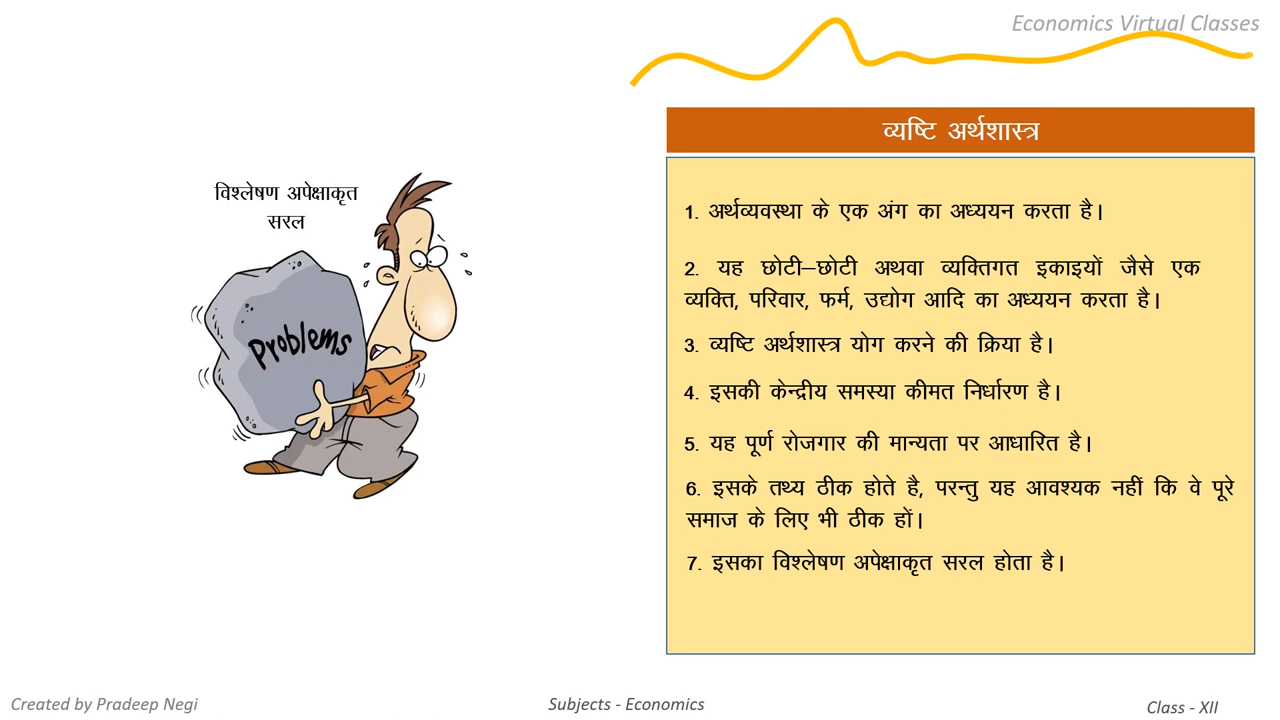 Economics Virtual Classes
व्यष्टि अर्थशास्त्र
विश्लेषण अपेक्षाकृत
सरल
Problems
1. अर्थव्यवस्था के एक अंग का अध्ययन करता है।
2. यह छोटी–छोटी अथवा व्यक्तिगत इकाइयों जैसे एक
व्यक्ति, परिवार, फर्म, उद्योग आदि का अध्ययन करता है।
3. व्यष्टि अर्थशास्त्र योग करने की क्रिया है।
4. इसकी केन्द्रीय समस्या कीमत निर्धारण है।
5. यह पूर्ण रोजगार की मान्यता पर आधारित है।
6. इसके तथ्य ठीक होते है, परन्तु यह आवश्यक नहीं कि वे पूरे
समाज के लिए भी ठीक हों।
7. इसका विश्लेषण अपेक्षाकृत सरल होता है।
Created by Pradeep Negi
Subjects - Economics
Class - XII